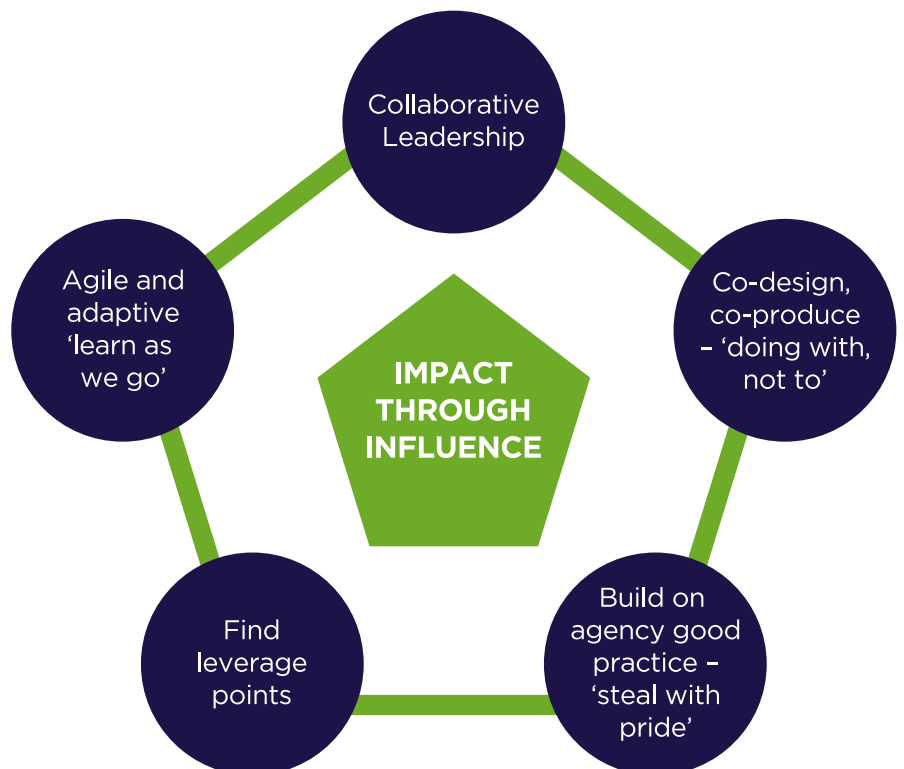 Collaborative
Leadership
Co-design,
co-produce
– ‘doing with,
not to’
Build on
agency good
practice –
‘steal with
pride’
Find
leverage
points
Agile and
adaptive
‘learn as
we go’
IMPACT
THROUGH
INFLUENCE